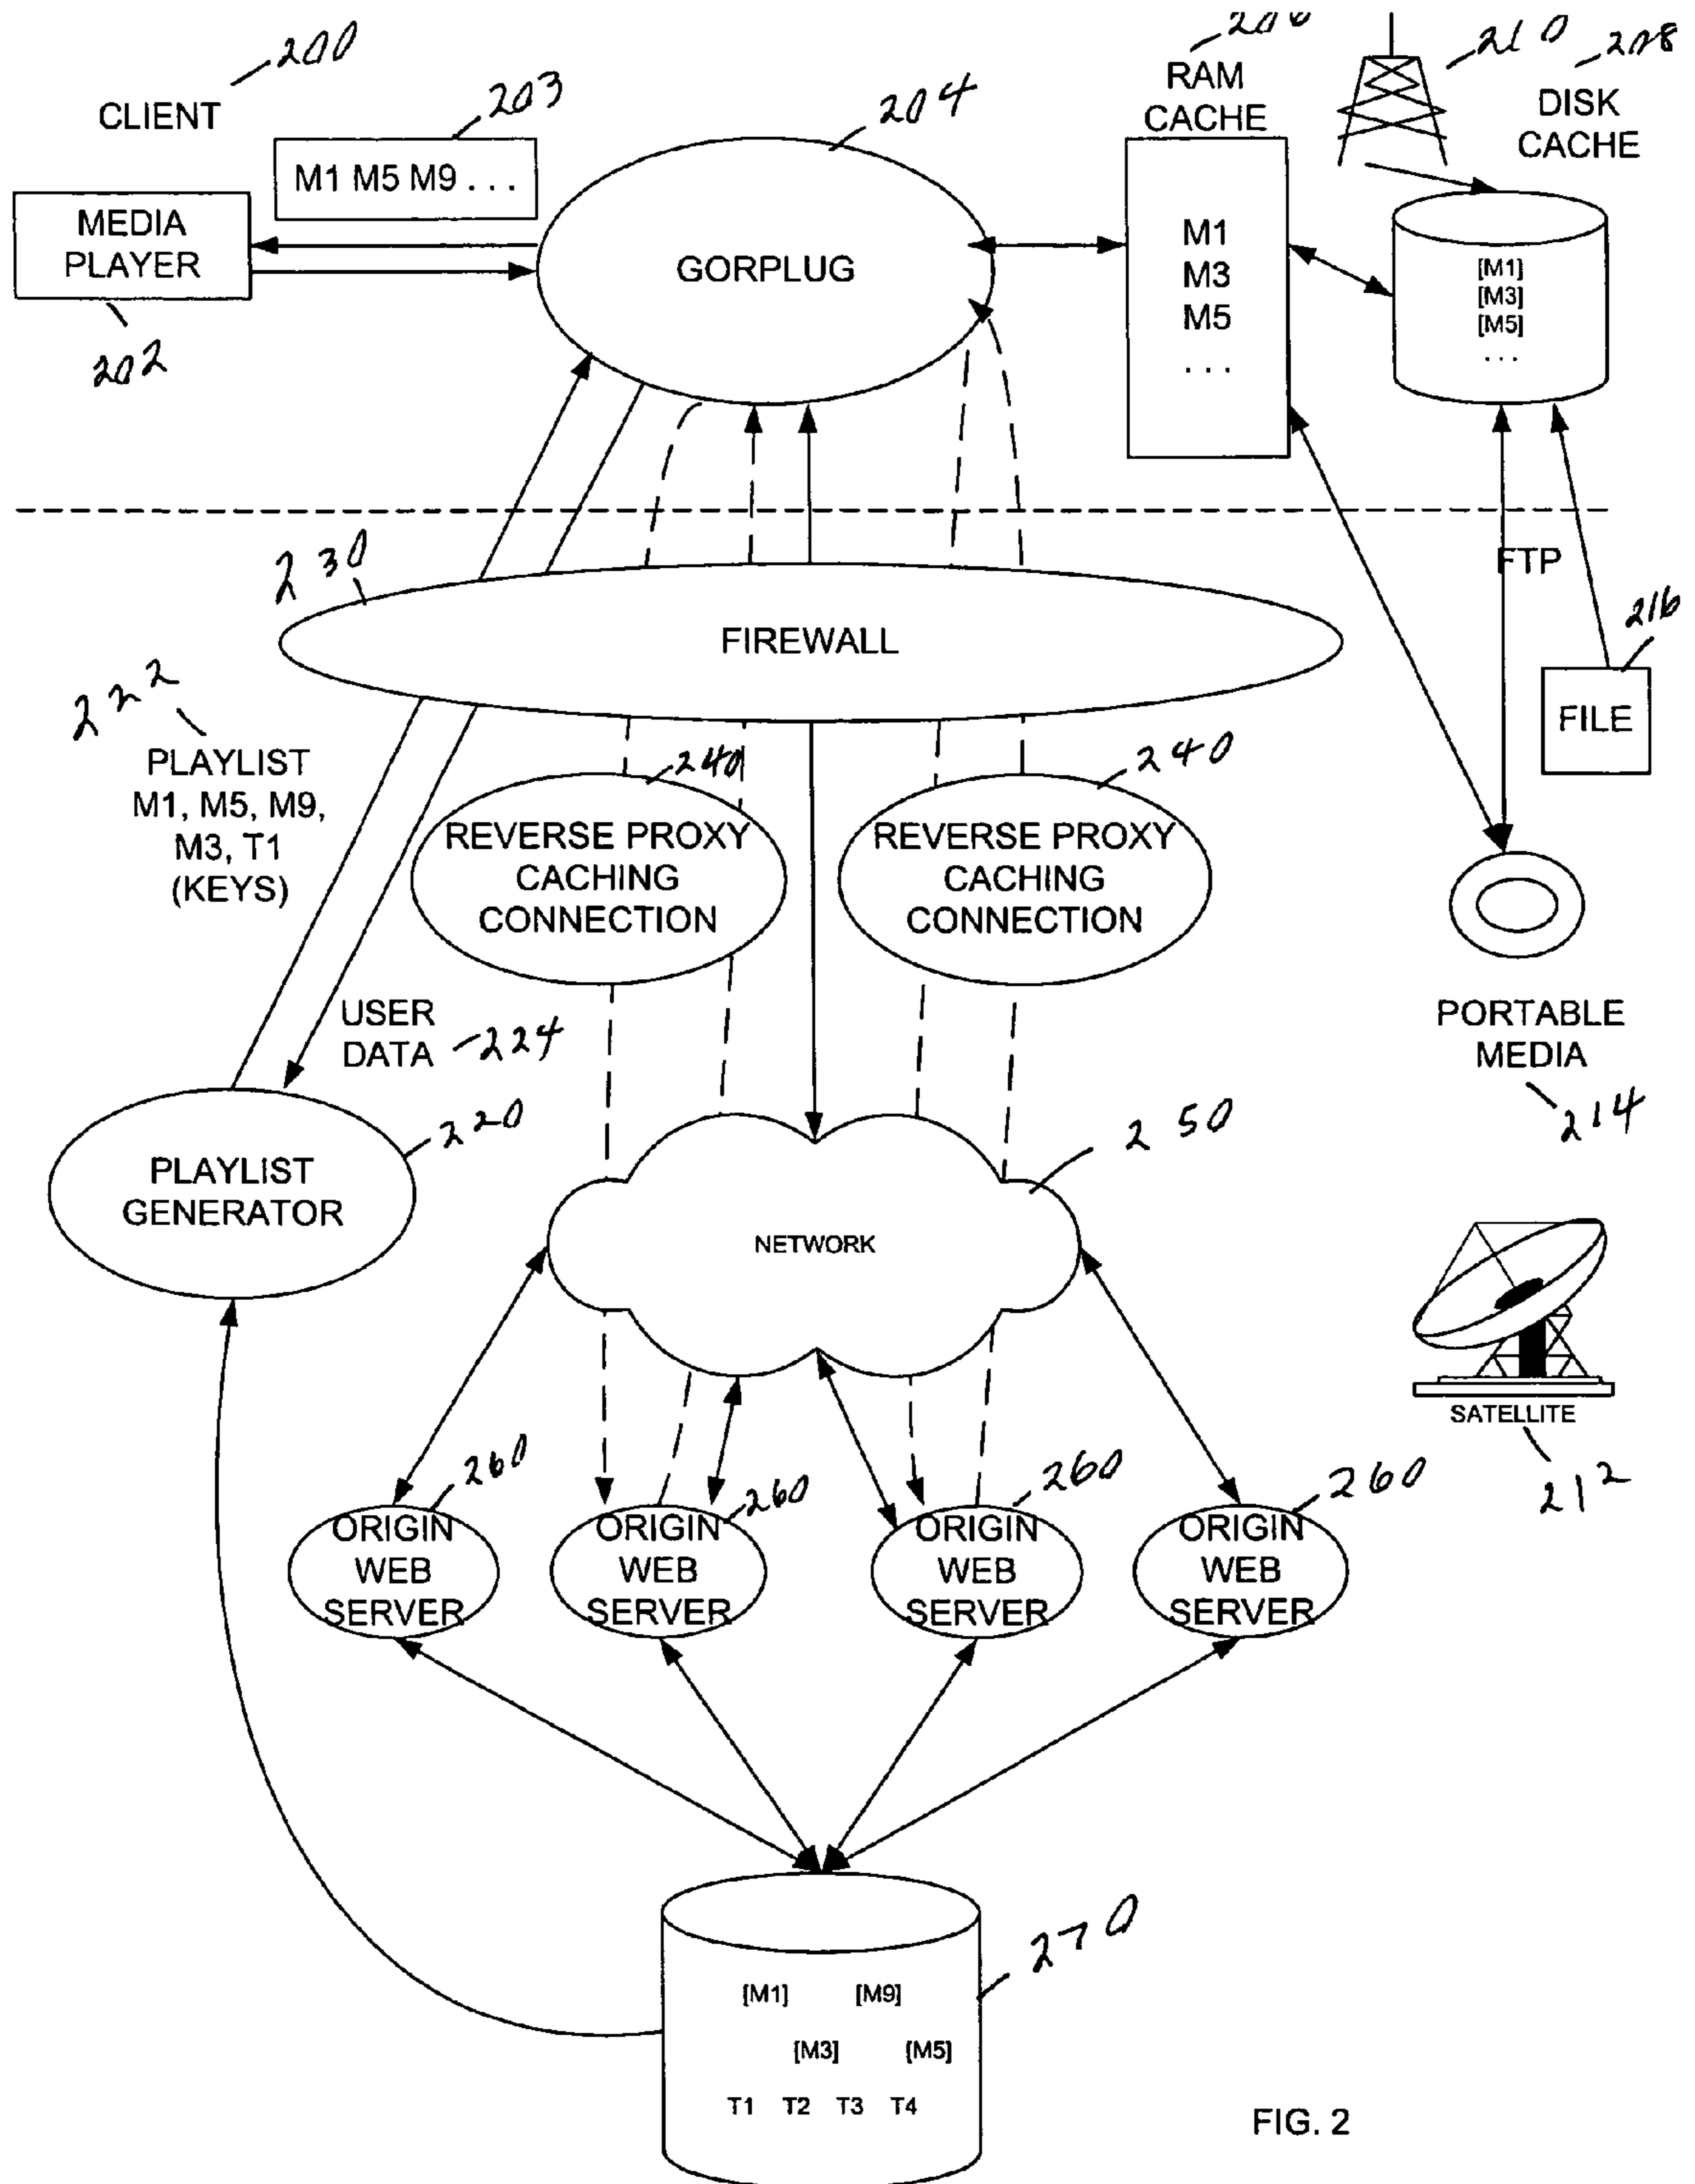 200
CLIENT
203
M1 M5 M9 . . .
MEDIA
PLAYER
202
204
GORPLUG
RAM
CACHE
M1
M3
M5
. . .
210
208
DISK
CACHE
[M1]
[M3]
[M5]
. . .
230
FIREWALL
FTP
216
FILE
222
PLAYLIST
M1, M5, M9,
M3, T1
(KEYS)
240
REVERSE PROXY
CACHING
CONNECTION
240
REVERSE PROXY
CACHING
CONNECTION
USER
DATA
224
PORTABLE
MEDIA
214
220
PLAYLIST
GENERATOR
250
NETWORK
SATELLITE
212
260
ORIGIN
WEB
SERVER
260
ORIGIN
WEB
SERVER
260
ORIGIN
WEB
SERVER
260
ORIGIN
WEB
SERVER
270
[M1] [M9]
[M3] [M5]
T1 T2 T3 T4
FIG. 2